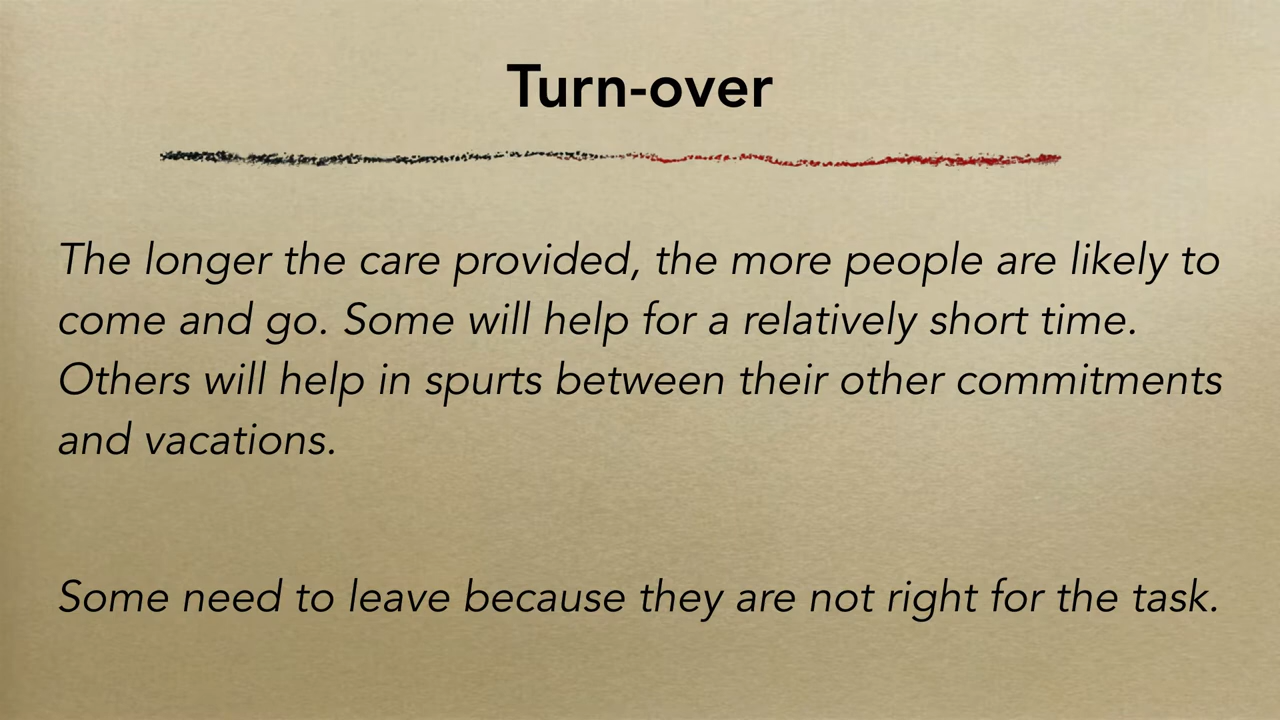 Turn-over
The longer the care provided, the more people are likely to
come and go. Some will help for a relatively short time.
Others will help in spurts between their other commitments
and vacations.
Some need to leave because they are not right for the task.